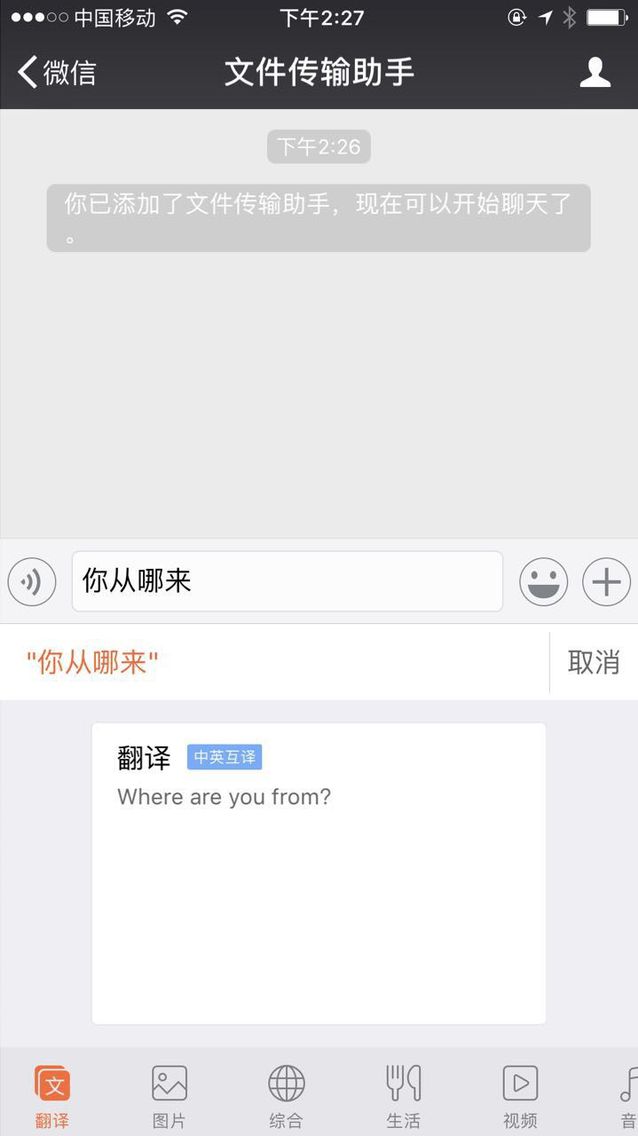 中国移动 下午2:27
微信 文件传输助手
下午2:26
你已添加了文件传输助手，现在可以开始聊天了
。
你从哪来
"你从哪来" 取消
翻译 中英互译
Where are you from?
文
翻译 图片 综合 生活 视频 音